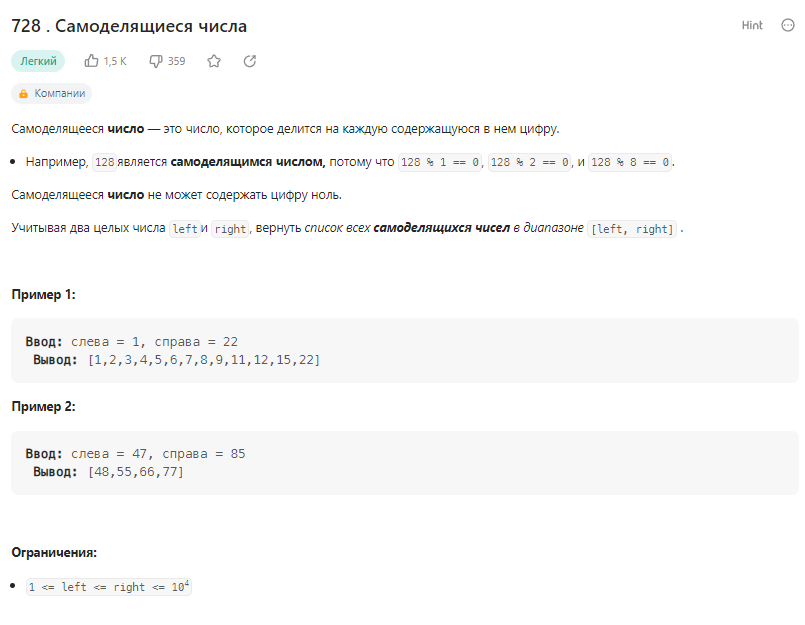 728 . Самоделящиеся числа
Hint
Легкий 1,5 K 359
Компании
Самоделящееся число — это число, которое делится на каждую содержащуюся в нем цифру.
Например, 128 является самоделящимся числом, потому что 128 % 1 == 0, 128 % 2 == 0, и 128 % 8 == 0.
Самоделящееся число не может содержать цифру ноль.
Учитывая два целых числа left и right, вернуть список всех самоделящихся чисел в диапазоне [left, right] .
Пример 1:
Ввод: слева = 1, справа = 22
Вывод: [1,2,3,4,5,6,7,8,9,11,12,15,22]
Пример 2:
Ввод: слева = 47, справа = 85
Вывод: [48,55,66,77]
Ограничения:
1 <= left <= right <= 10⁴